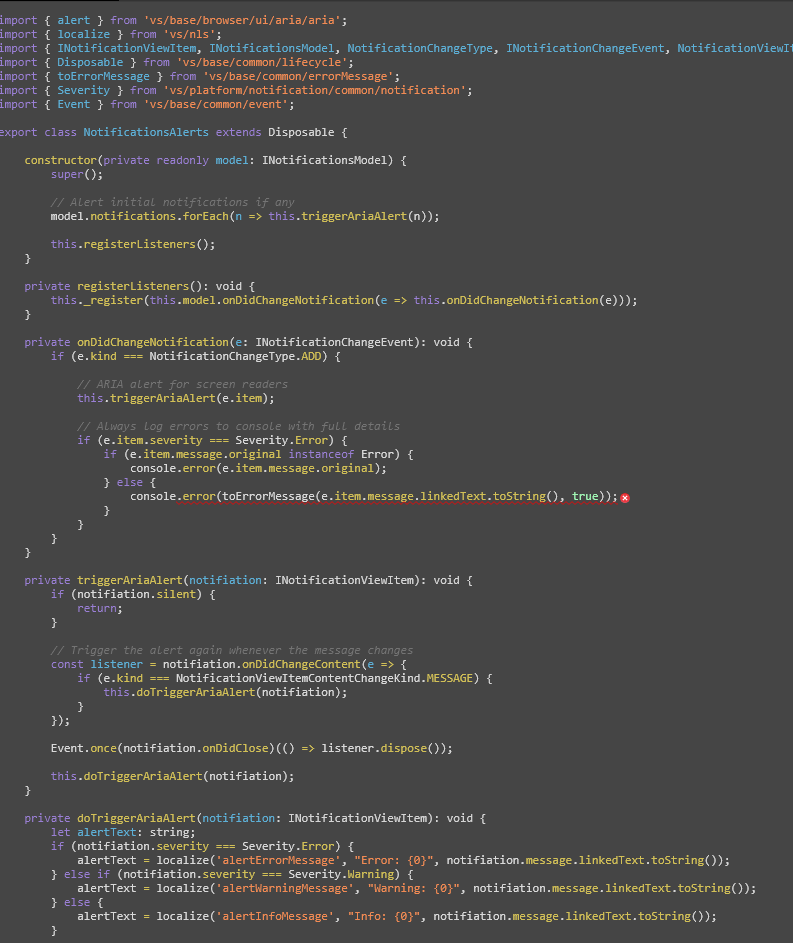 import { alert } from 'vs/base/browser/ui/aria/aria';
import { localize } from 'vs/nls';
import { INotificationViewItem, INotificationsModel, NotificationChangeType, INotificationChangeEvent, NotificationViewIt
import { Disposable } from 'vs/base/common/lifecycle';
import { toErrorMessage } from 'vs/base/common/errorMessage';
import { Severity } from 'vs/platform/notification/common/notification';
import { Event } from 'vs/base/common/event';

export class NotificationsAlerts extends Disposable {

    constructor(private readonly model: INotificationsModel) {
        super();

        // Alert initial notifications if any
        model.notifications.forEach(n => this.triggerAriaAlert(n));

        this.registerListeners();
    }

    private registerListeners(): void {
        this._register(this.model.onDidChangeNotification(e => this.onDidChangeNotification(e)));
    }

    private onDidChangeNotification(e: INotificationChangeEvent): void {
        if (e.kind === NotificationChangeType.ADD) {

            // ARIA alert for screen readers
            this.triggerAriaAlert(e.item);

            // Always log errors to console with full details
            if (e.item.severity === Severity.Error) {
                if (e.item.message.original instanceof Error) {
                    console.error(e.item.message.original);
                } else {
                    console.error(toErrorMessage(e.item.message.linkedText.toString(), true));
                }
            }
        }
    }

    private triggerAriaAlert(notifiation: INotificationViewItem): void {
        if (notifiation.silent) {
            return;
        }

        // Trigger the alert again whenever the message changes
        const listener = notifiation.onDidChangeContent(e => {
            if (e.kind === NotificationViewItemContentChangeKind.MESSAGE) {
                this.doTriggerAriaAlert(notifiation);
            }
        });

        Event.once(notifiation.onDidClose)(() => listener.dispose());

        this.doTriggerAriaAlert(notifiation);
    }

    private doTriggerAriaAlert(notifiation: INotificationViewItem): void {
        let alertText: string;
        if (notifiation.severity === Severity.Error) {
            alertText = localize('alertErrorMessage', "Error: {0}", notifiation.message.linkedText.toString());
        } else if (notifiation.severity === Severity.Warning) {
            alertText = localize('alertWarningMessage', "Warning: {0}", notifiation.message.linkedText.toString());
        } else {
            alertText = localize('alertInfoMessage', "Info: {0}", notifiation.message.linkedText.toString());
        }